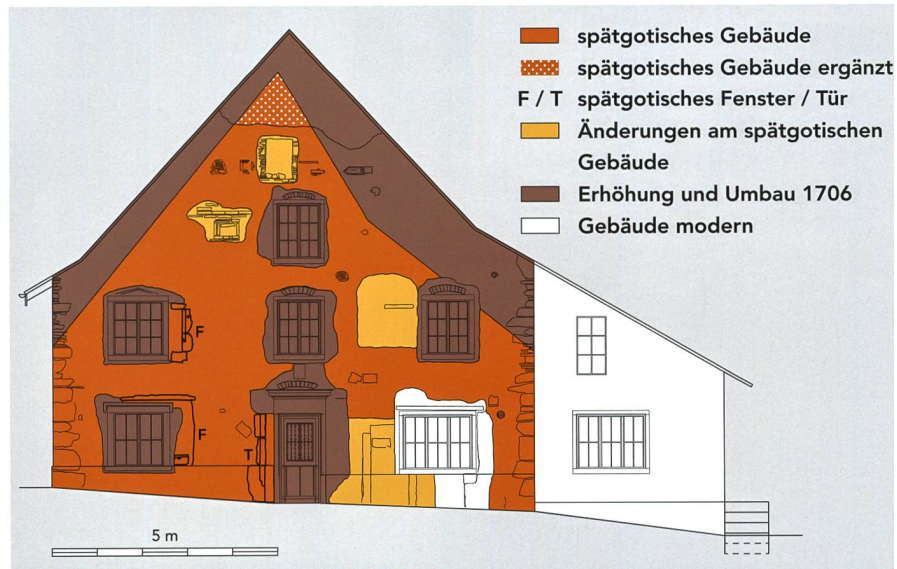 spätgotisches Gebäude
spätgotisches Gebäude ergänzt
F / T spätgotisches Fenster / Tür
Änderungen am spätgotischen
Gebäude
Erhöhung und Umbau 1706
Gebäude modern
F
F
T
5 m